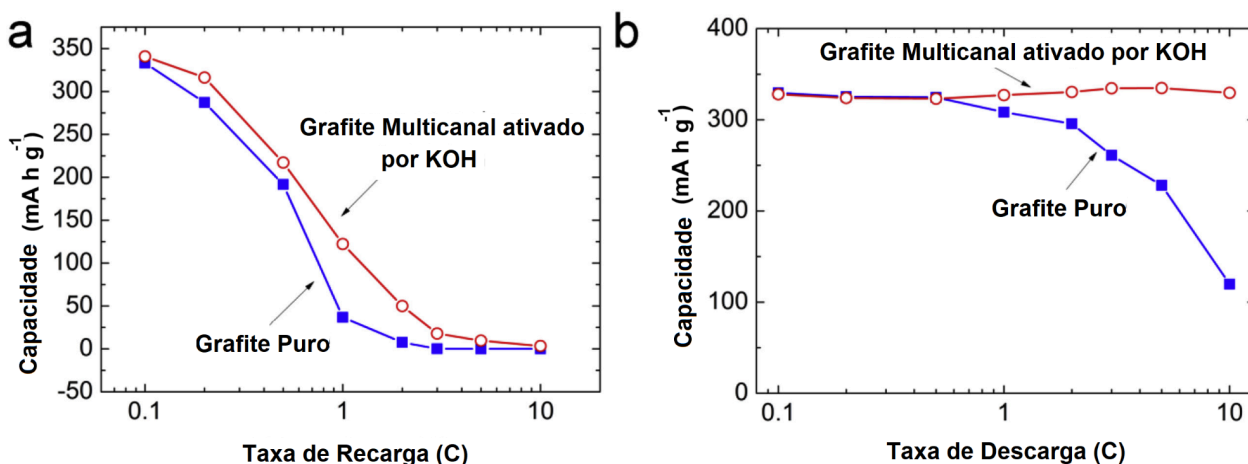 a
Capacidade (mA h g⁻¹)
350
300
250
200
150
100
50
0
-50
Grafite Multicanal ativado
por KOH
Grafite Puro
0.1
1
10
Taxa de Recarga (C)
b
Capacidade (mA h g⁻¹)
400
300
200
100
0
Grafite Multicanal ativado por KOH
Grafite Puro
0.1
1
10
Taxa de Descarga (C)